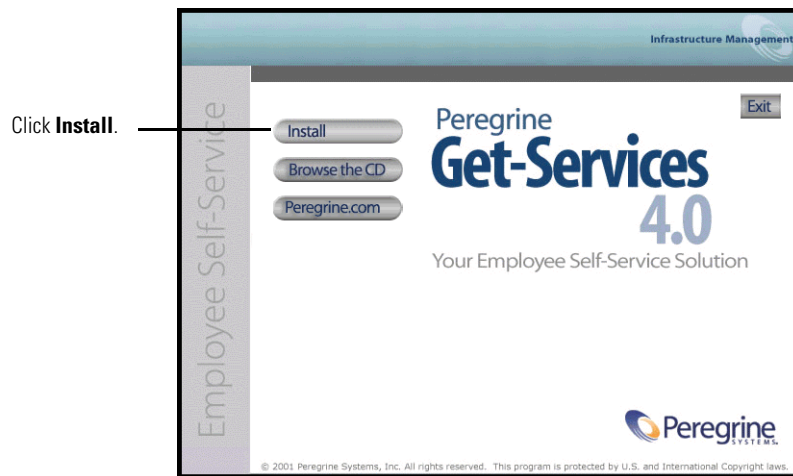 Infrastructure Management
Exit
Click Install.
Install
Browse the CD
Peregrine.com
Employee Self-Service
Peregrine
Get-Services
4.0
Your Employee Self-Service Solution
Peregrine
SYSTEMS
© 2001 Peregrine Systems, Inc. All rights reserved. This program is protected by U.S. and International Copyright laws.